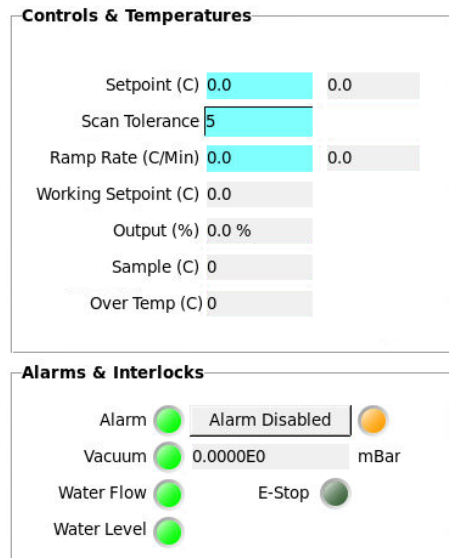 Controls & Temperatures
Setpoint (C) 0.0 0.0
Scan Tolerance 5
Ramp Rate (C/Min) 0.0 0.0
Working Setpoint (C) 0.0
Output (%) 0.0 %
Sample (C) 0
Over Temp (C) 0
Alarms & Interlocks
Alarm Alarm Disabled
Vacuum 0.0000E0 mBar
Water Flow E-Stop
Water Level